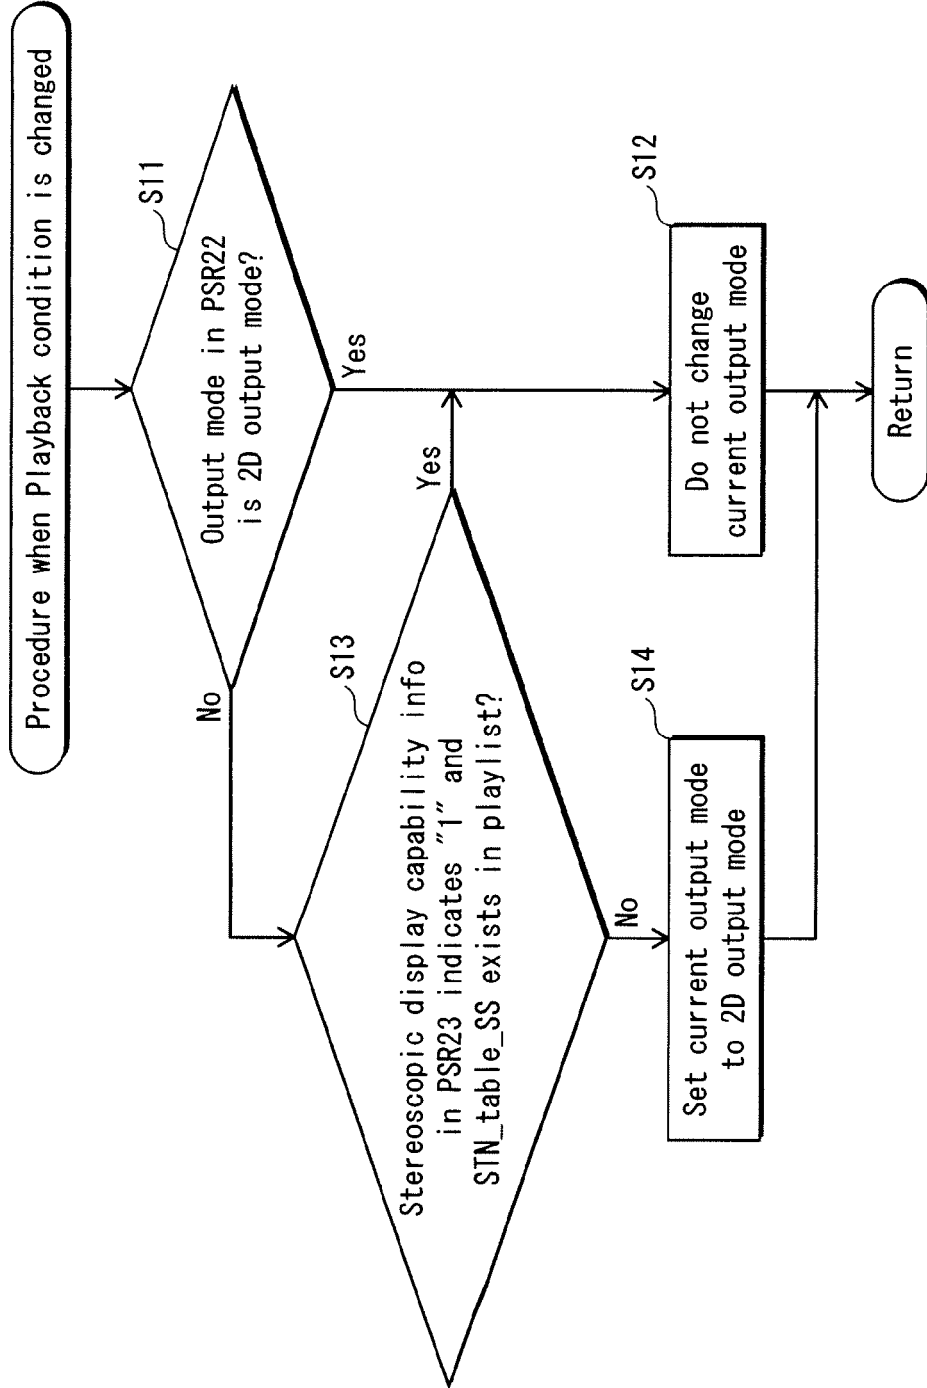 Procedure when Playback condition is changed
S11
Output mode in PSR22
is 2D output mode?
Yes
No
S13
Stereoscopic display capability info
in PSR23 indicates "1" and
STN_table_SS exists in playlist?
Yes
No
S12
Do not change
current output mode
S14
Set current output mode
to 2D output mode
Return